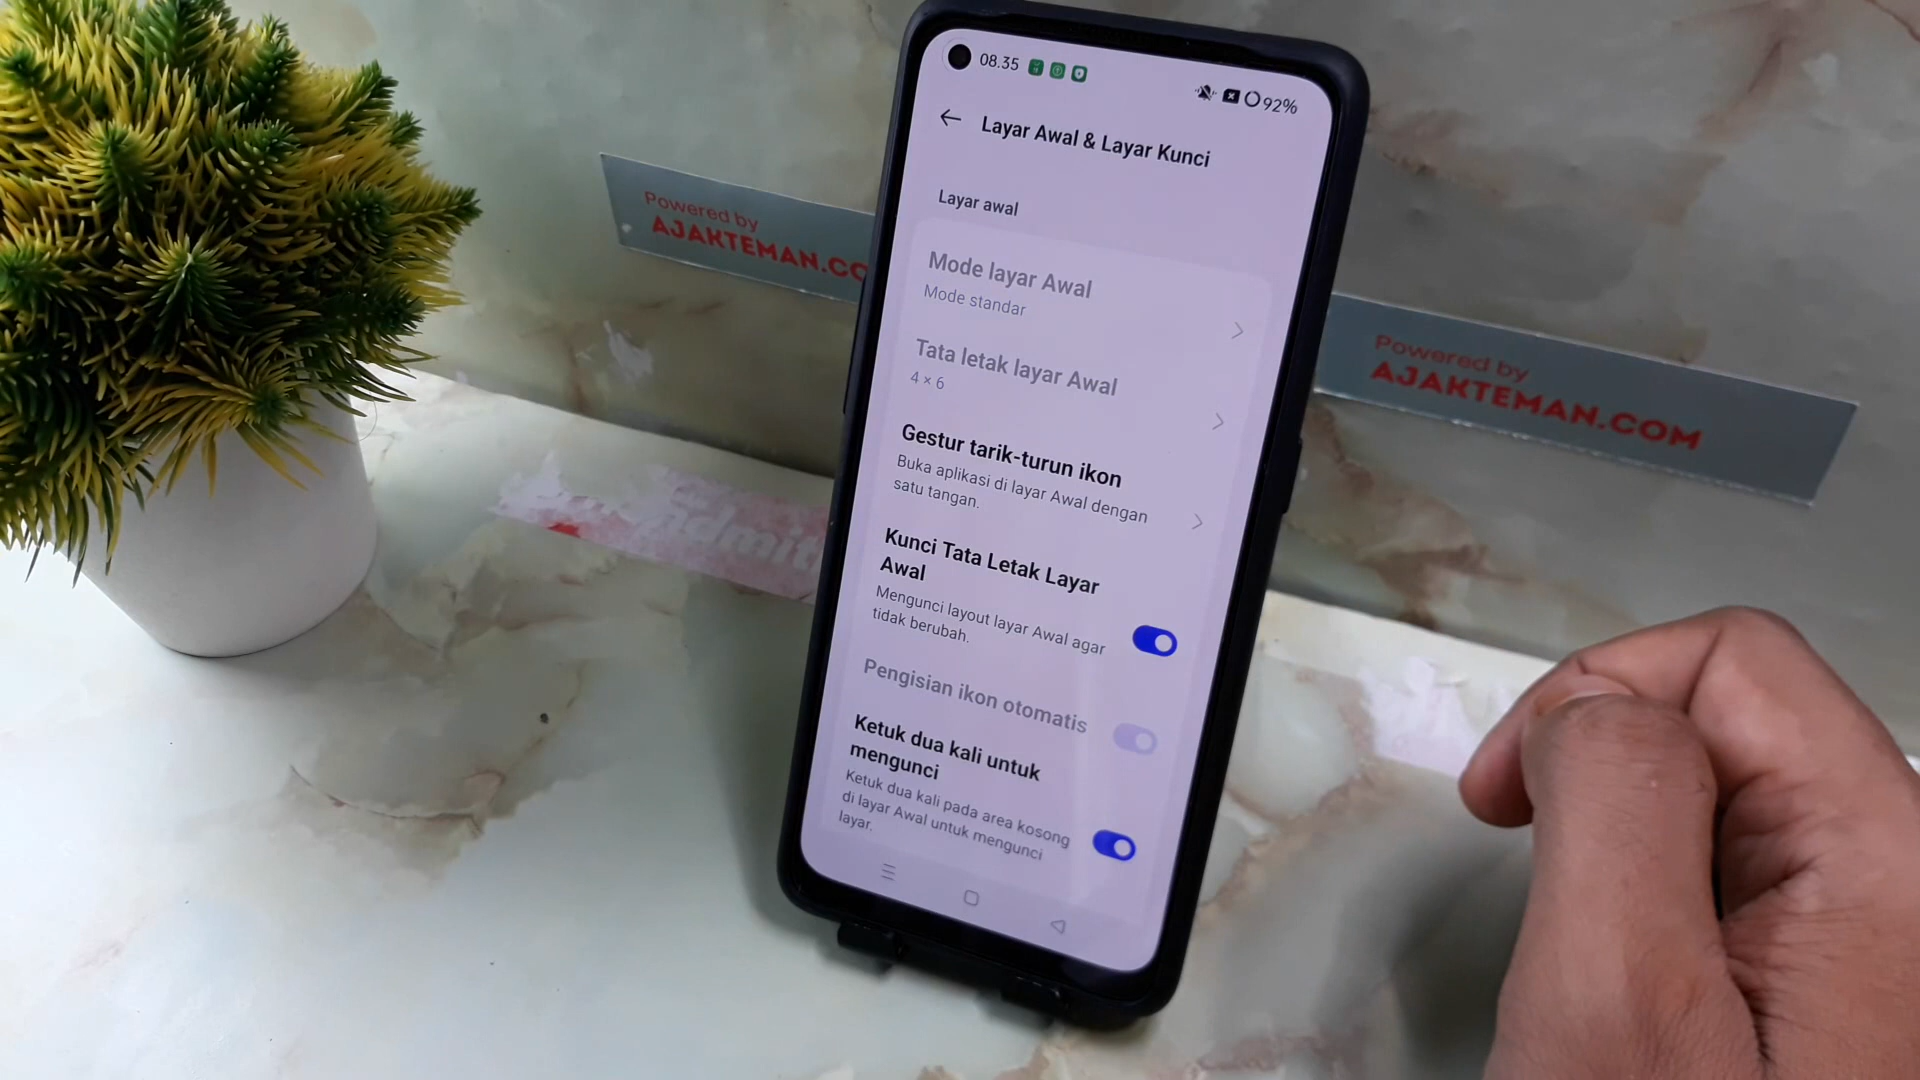 08.35
92%
Layar Awal & Layar Kunci
Layar awal
Mode layar Awal
Mode standar
Tata letak layar Awal
4 × 6
Gestur tarik-turun ikon
Buka aplikasi di layar Awal dengan
satu tangan.
Kunci Tata Letak Layar
Awal
Mengunci layout layar Awal agar
tidak berubah.
Pengisian ikon otomatis
Ketuk dua kali untuk
mengunci
Ketuk dua kali pada area kosong
di layar Awal untuk mengunci
layar.
Powered by
AJAKTEMAN.CO
Powered by
AJAKTEMAN.COM